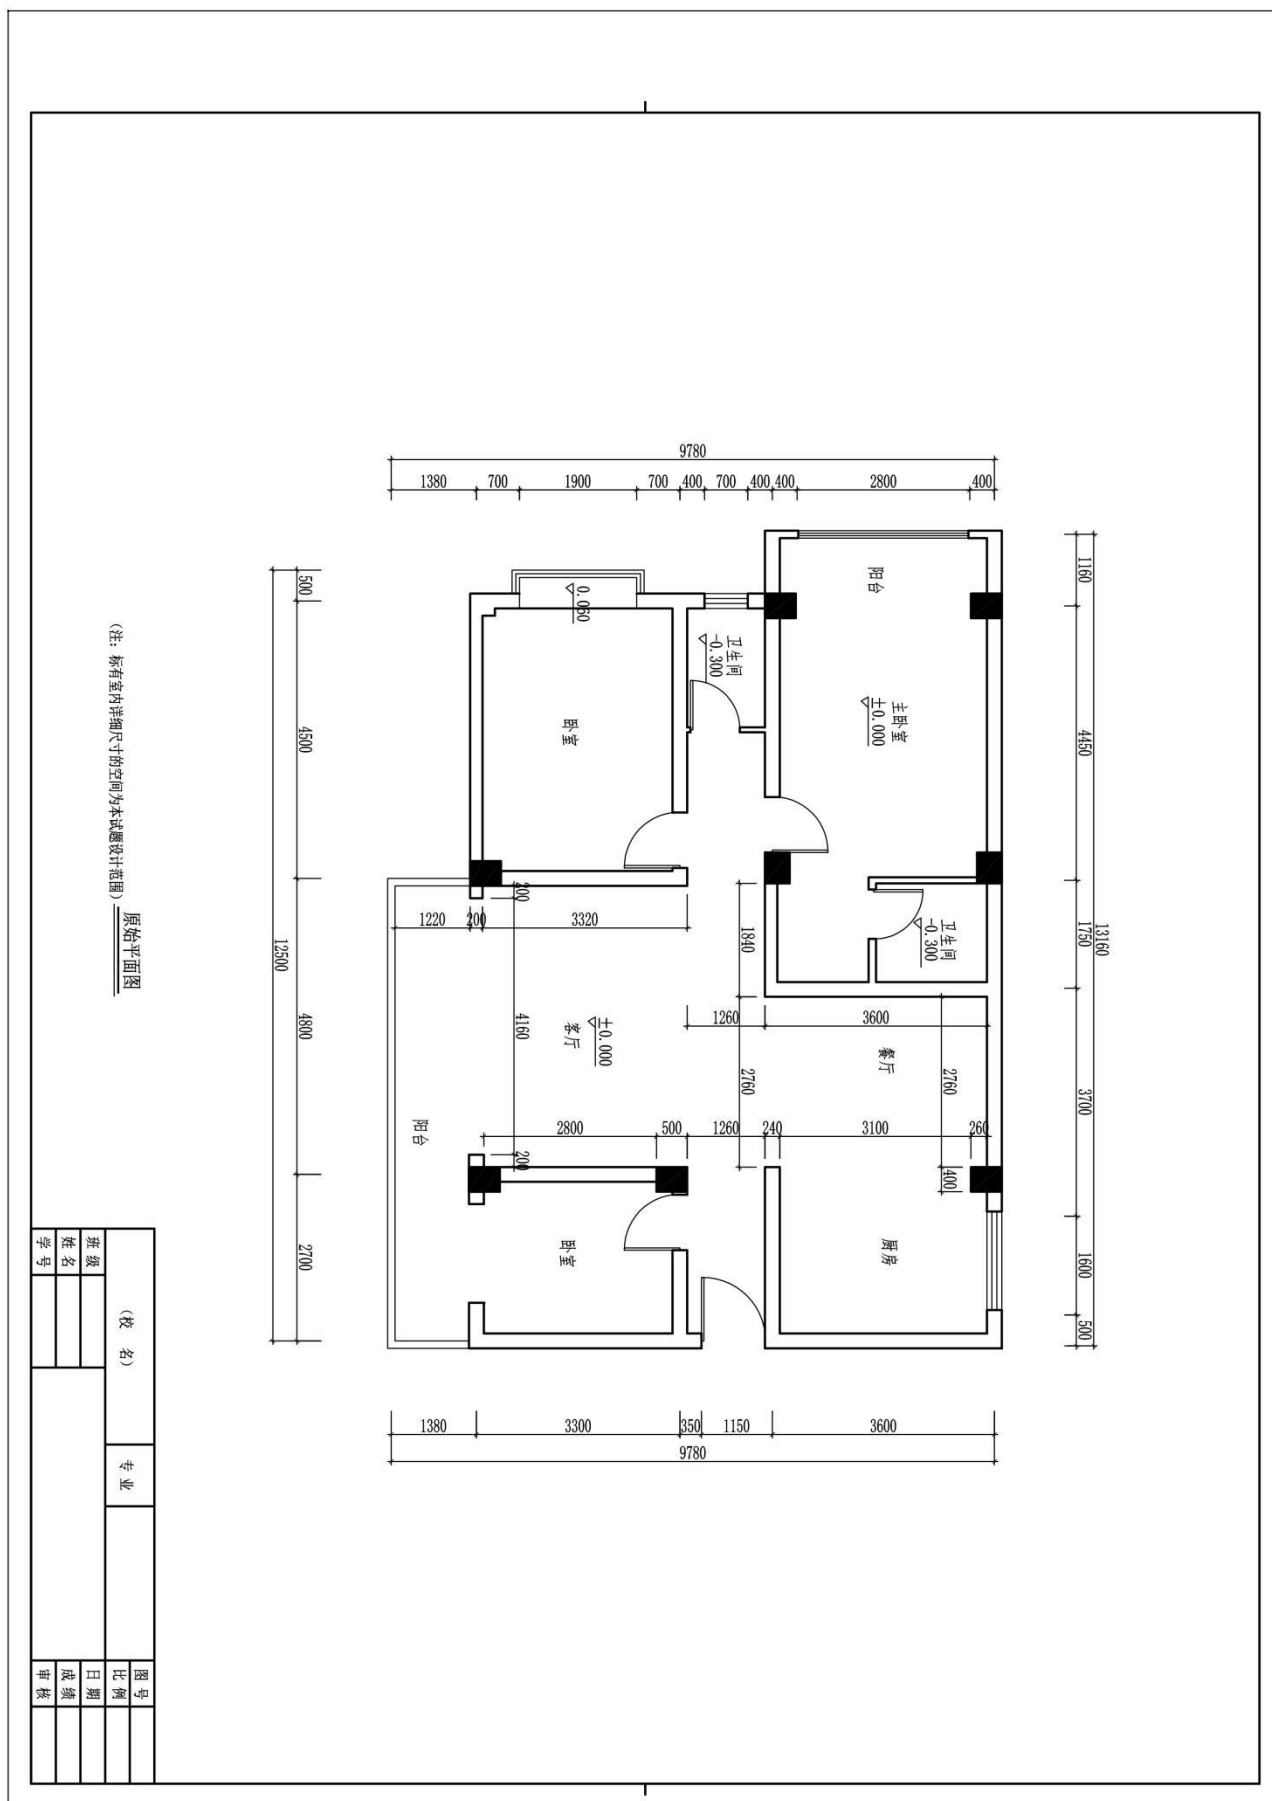 9780
1380
700
1900
700
400
700
400
400
2800
400
13160
1160
4450
1750
3700
1600
500
12500
500
4500
4800
2700
阳台
主卧室
±0.000
卫生间
-0.300
卧室
0.060
卫生间
-0.300
200
1220
200
3320
1840
4160
客厅
±0.000
1260
3600
餐厅
2760
2760
2800
500
1260
240
3100
260
200
400
阳台
卧室
厨房
1380
3300
350
1150
3600
9780
原始平面图
(注: 标有室内详细尺寸的空间为本试题设计范围)
(校 名)
专 业
班 级
姓 名
学 号
图 号
比 例
日 期
成 绩
审 核